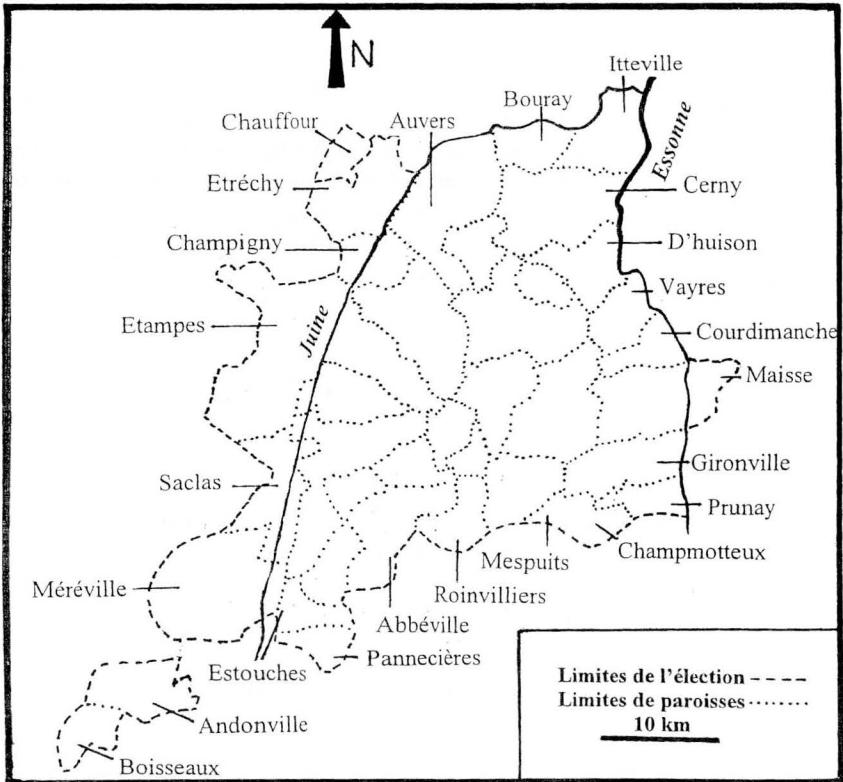 N
Itteville
Bouray
Chauffour
Auvers
Essonne
Etréchy
Cerny
Champigny
D'huison
Vayres
Etampes
Juine
Courdimanche
Maisse
Gironville
Saclas
Prunay
Mespuits
Champmotteux
Méréville
Roinvilliers
Abbéville
Estouches
Pannecières
Andonville
Boisseaux
Limites de l'élection
Limites de paroisses
10 km